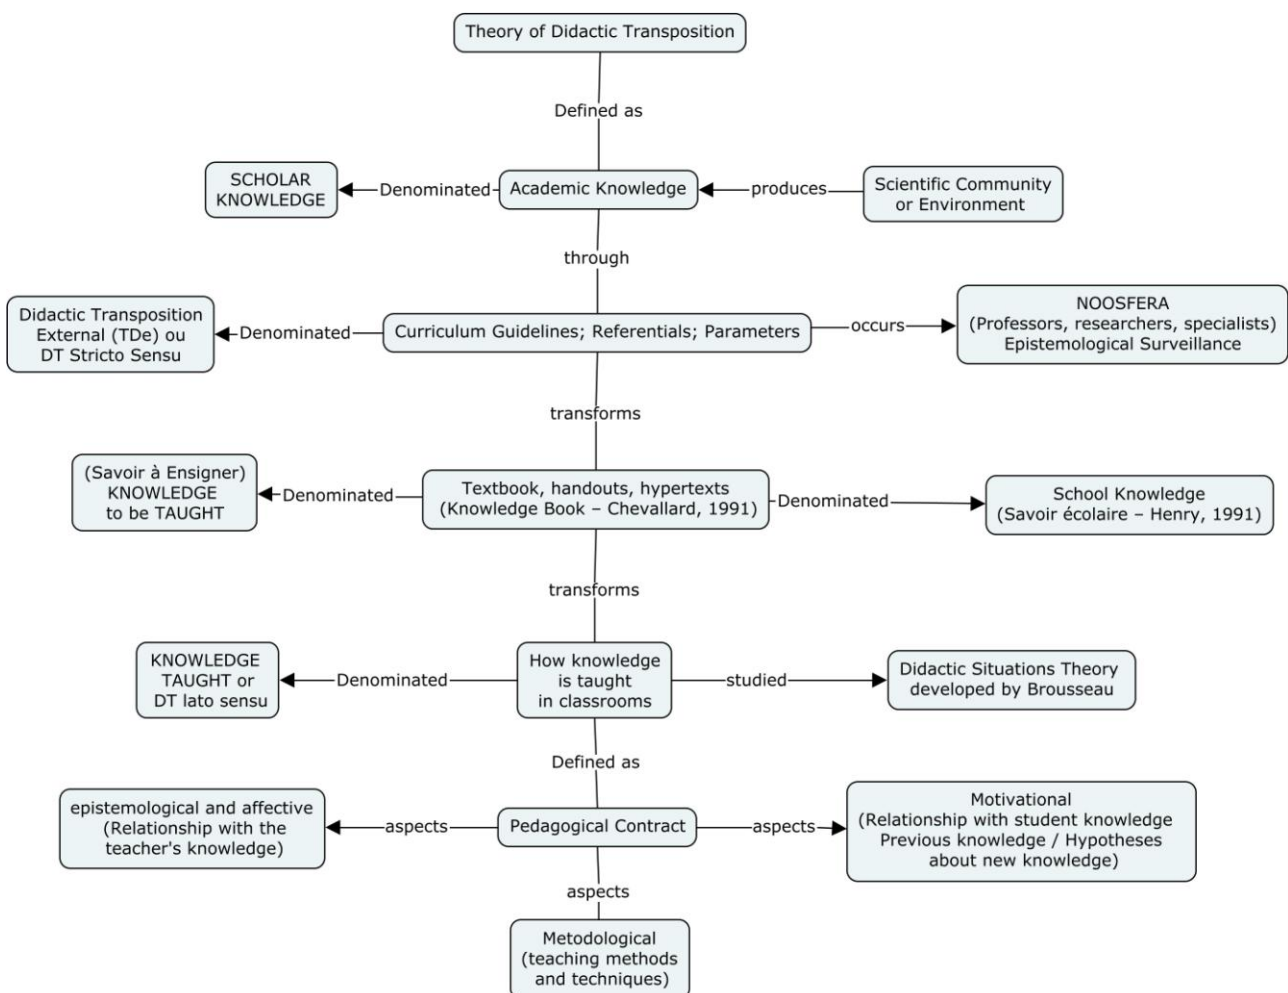 Theory of Didactic Transposition
Defined as
SCHOLAR
KNOWLEDGE
Denominated
Academic Knowledge
produces
Scientific Community
or Environment
through
Didactic Transposition
External (TDe) ou
DT Stricto Sensu
Denominated
Curriculum Guidelines; Referentials; Parameters
occurs
NOOSFERA
(Professors, researchers, specialists)
Epistemological Surveillance
transforms
(Savoir à Ensigner)
KNOWLEDGE
to be TAUGHT
Denominated
Textbook, handouts, hypertexts
(Knowledge Book – Chevallard, 1991)
Denominated
School Knowledge
(Savoir écolaire – Henry, 1991)
transforms
KNOWLEDGE
TAUGHT or
DT lato sensu
Denominated
How knowledge
is taught
in classrooms
studied
Didactic Situations Theory
developed by Brousseau
Defined as
epistemological and affective
(Relationship with the
teacher's knowledge)
aspects
Pedagogical Contract
aspects
Motivational
(Relationship with student knowledge
Previous knowledge / Hypotheses
about new knowledge)
aspects
Metodological
(teaching methods
and techniques)